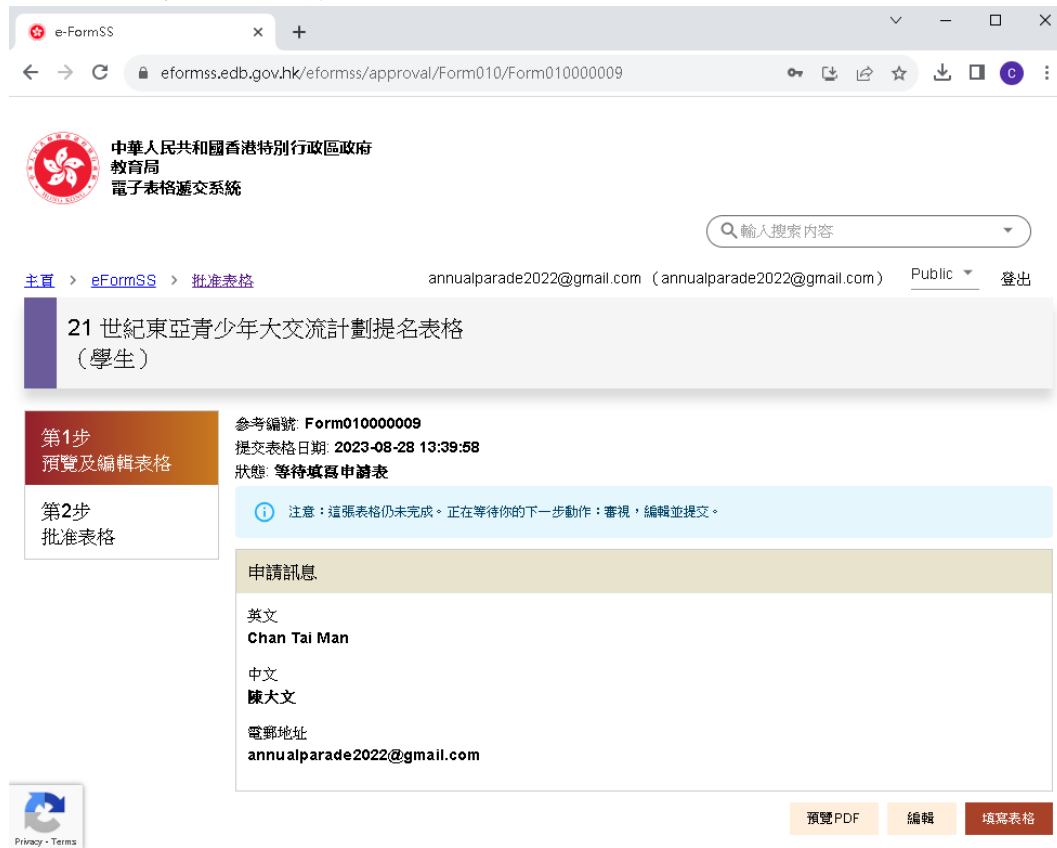 e-FormSS
eformss.edb.gov.hk/eformss/approval/Form010/Form010000009
C
中華人民共和國香港特別行政區政府
教育局
電子表格遞交系統
輸入搜索内容
主頁 > eFormSS > 批准表格
annualparade2022@gmail.com (annualparade2022@gmail.com) Public 登出
21 世紀東亞青少年大交流計劃提名表格
(學生)
第1步
預覽及編輯表格
第2步
批准表格
參考編號: Form010000009
提交表格日期: 2023-08-28 13:39:58
狀態: 等待填寫申請表
注意：這張表格仍未完成。正在等待你的下一步動作：審視，編輯並提交。
申請訊息
英文
Chan Tai Man
中文
陳大文
電郵地址
annualparade2022@gmail.com
預覽PDF 編輯 填寫表格
Privacy - Terms